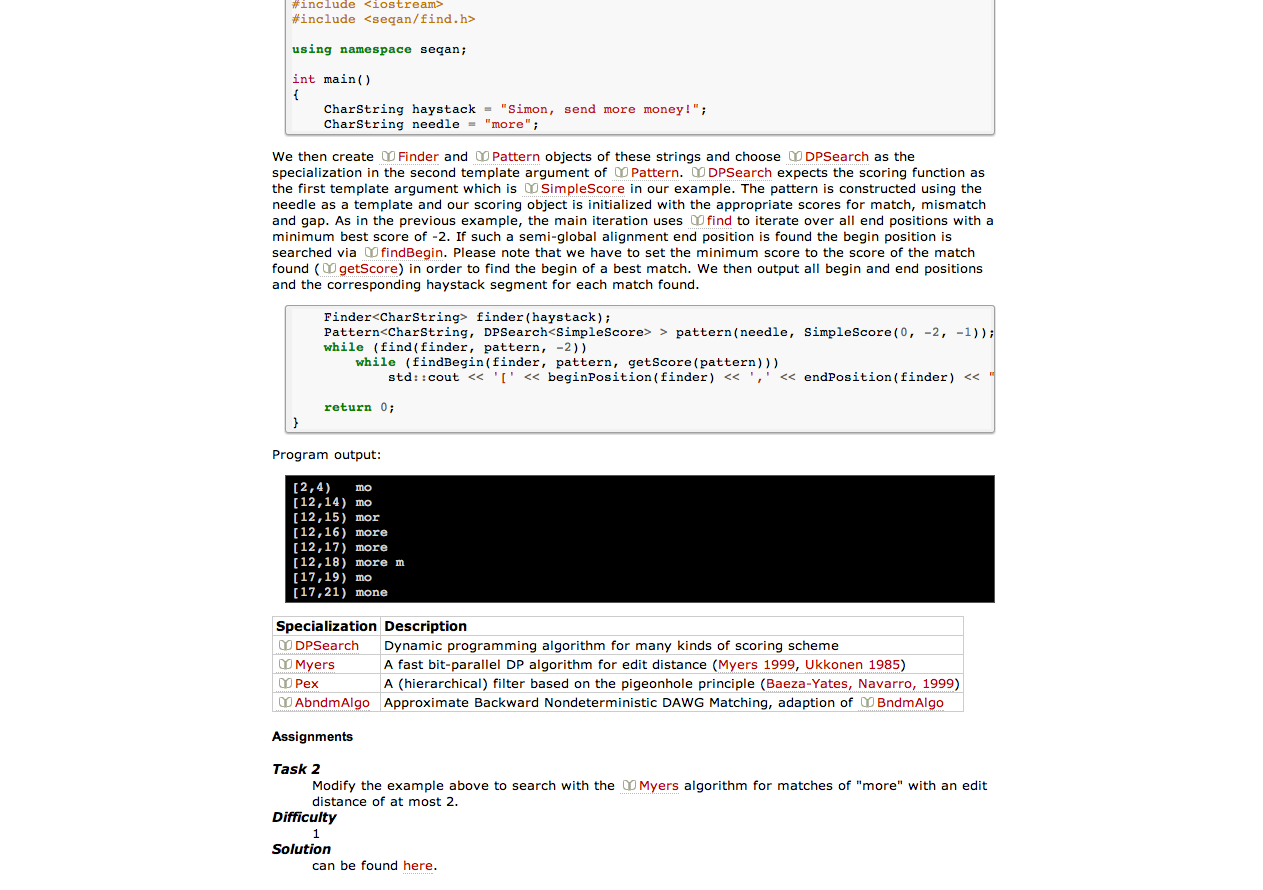 #include <iostream>
#include <seqan/find.h>
using namespace seqan;
int main()
{
CharString haystack = "Simon, send more money!";
CharString needle = "more";
We then create Finder and Pattern objects of these strings and choose DPSearch as the
specialization in the second template argument of Pattern. DPSearch expects the scoring function as
the first template argument which is SimpleScore in our example. The pattern is constructed using the
needle as a template and our scoring object is initialized with the appropriate scores for match, mismatch
and gap. As in the previous example, the main iteration uses find to iterate over all end positions with a
minimum best score of -2. If such a semi-global alignment end position is found the begin position is
searched via findBegin. Please note that we have to set the minimum score to the score of the match
found ( getScore) in order to find the begin of a best match. We then output all begin and end positions
and the corresponding haystack segment for each match found.
Finder<CharString> finder(haystack);
Pattern<CharString, DPSearch<SimpleScore> > pattern(needle, SimpleScore(0, -2, -1));
while (find(finder, pattern, -2))
while (findBegin(finder, pattern, getScore(pattern)))
std::cout << '[' << beginPosition(finder) << ',' << endPosition(finder) << "
return 0;
}
Program output:
[2,4) mo
[12,14) mo
[12,15) mor
[12,16) more
[12,17) more
[12,18) more m
[17,19) mo
[17,21) mone
Specialization Description
DPSearch Dynamic programming algorithm for many kinds of scoring scheme
Myers A fast bit-parallel DP algorithm for edit distance (Myers 1999, Ukkonen 1985)
Pex A (hierarchical) filter based on the pigeonhole principle (Baeza-Yates, Navarro, 1999)
AbndmAlgo Approximate Backward Nondeterministic DAWG Matching, adaption of BndmAlgo
Assignments
Task 2
Modify the example above to search with the Myers algorithm for matches of "more" with an edit
distance of at most 2.
Difficulty
1
Solution
can be found here.